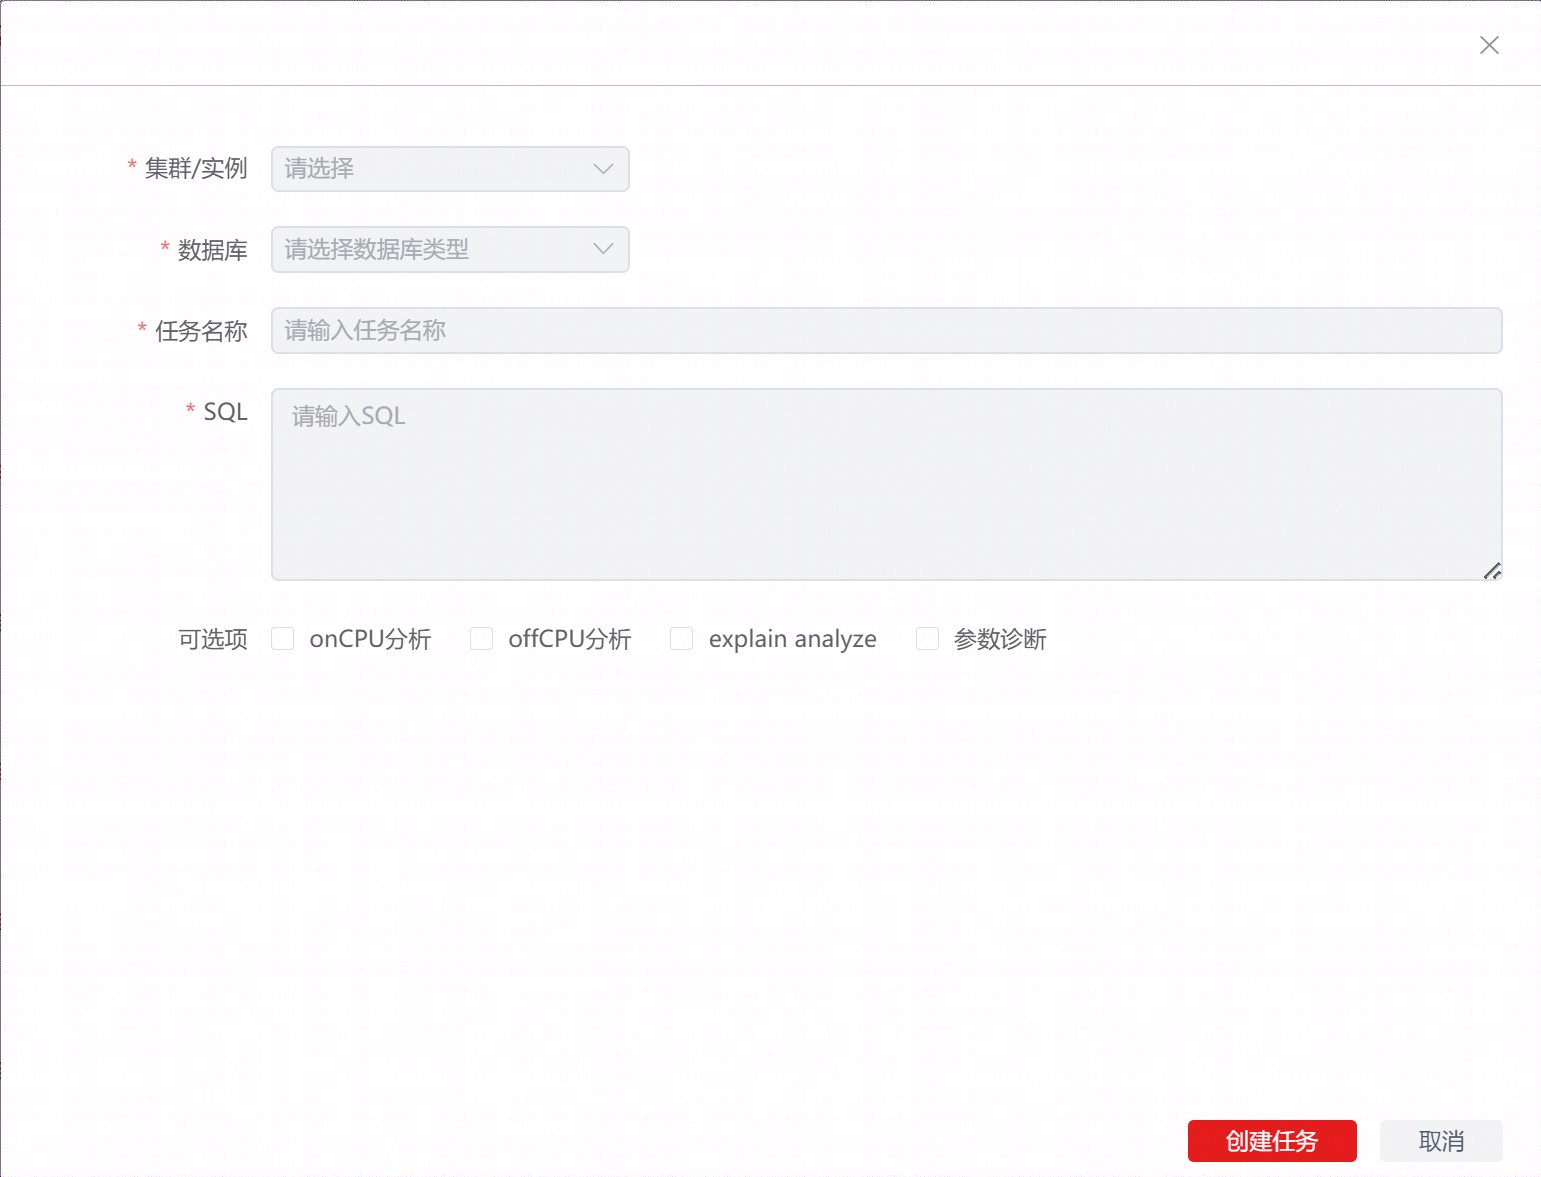 * 集群/实例 请选择
* 数据库 请选择数据库类型
* 任务名称 请输入任务名称
* SQL 请输入SQL
可选项 onCPU分析 offCPU分析 explain analyze 参数诊断
创建任务 取消